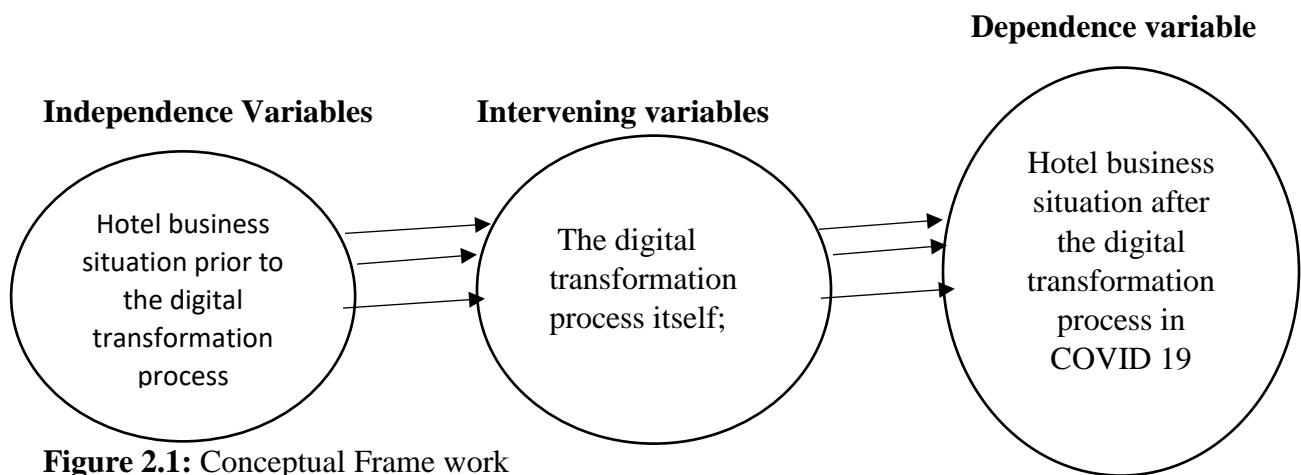 Dependence variable
Independence Variables
Intervening variables
Hotel business
situation prior to
the digital
transformation
process
The digital
transformation
process itself;
Hotel business
situation after
the digital
transformation
process in
COVID 19
Figure 2.1: Conceptual Frame work